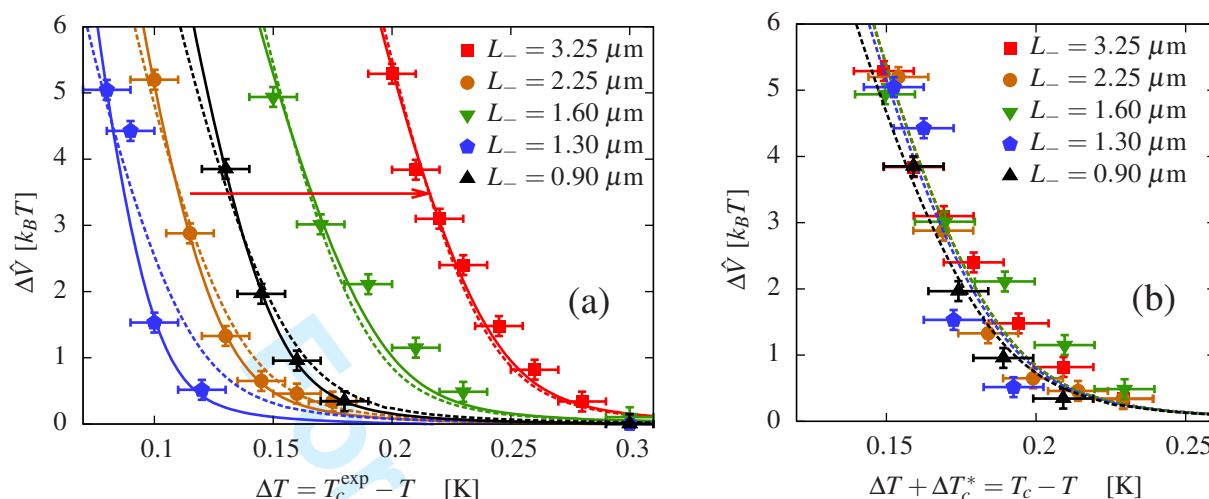 6
5
4
3
2
1
0
ΔV̂ [k_BT]
L₋ = 3.25 μm
L₋ = 2.25 μm
L₋ = 1.60 μm
L₋ = 1.30 μm
L₋ = 0.90 μm
(a)
For
0.1 0.15 0.2 0.25 0.3
ΔT = T_c^exp − T [K]
6
5
4
3
2
1
0
ΔV̂ [k_BT]
L₋ = 3.25 μm
L₋ = 2.25 μm
L₋ = 1.60 μm
L₋ = 1.30 μm
L₋ = 0.90 μm
(b)
0.15 0.2 0.25
ΔT + ΔT_c^* = T_c − T [K]